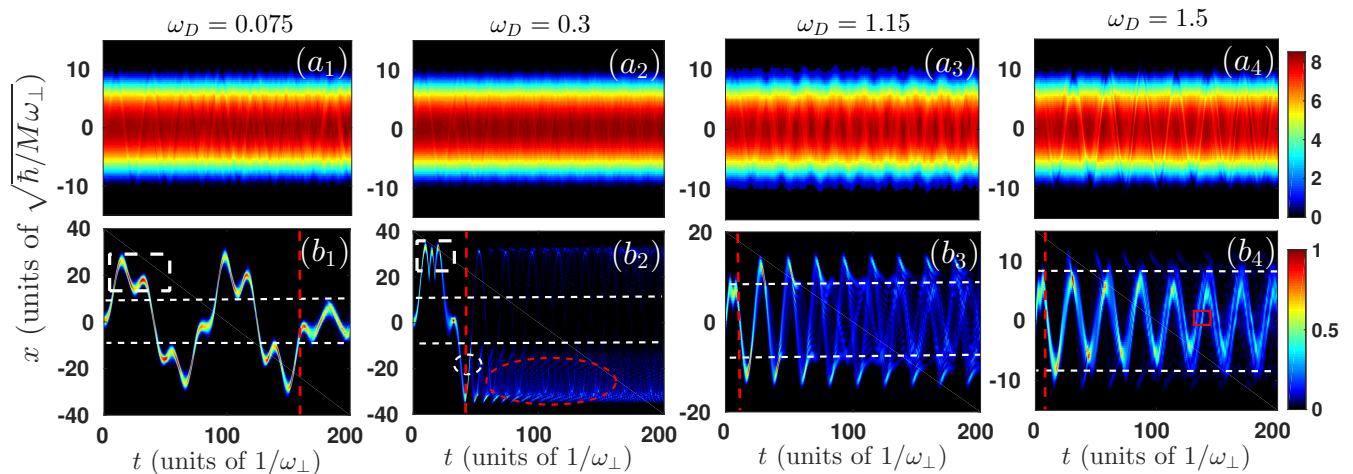 ω_D = 0.075 ω_D = 0.3 ω_D = 1.15 ω_D = 1.5
(a_1) (a_2) (a_3) (a_4)
10 10 10 10 8
0 0 0 0 6
-10 -10 -10 -10 4
2
0
x (units of √ħ/Mω_⊥)
(b_1) (b_2) (b_3) (b_4)
40 40 20 10 1
20 20 0 0 0.5
0 0 -20 -10 0
-20 -20
-40 -40
0 100 200 0 100 200 0 100 200 0 100 200
t (units of 1/ω_⊥) t (units of 1/ω_⊥) t (units of 1/ω_⊥) t (units of 1/ω_⊥)